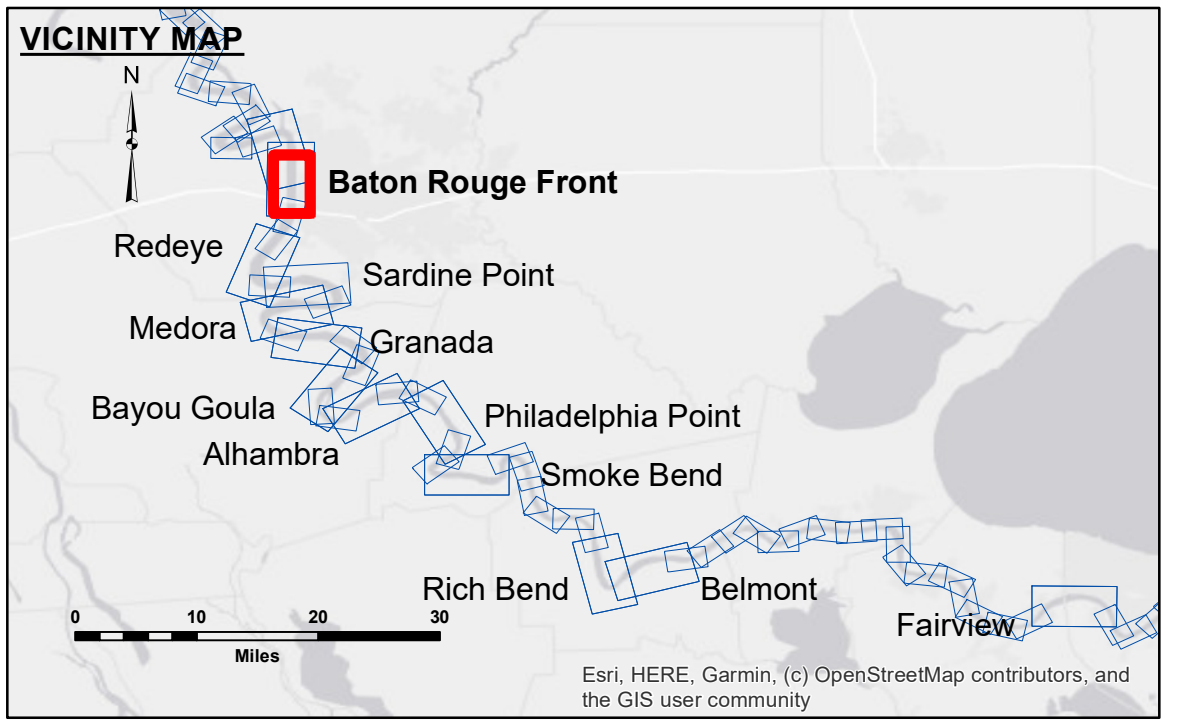 VICINITY MAP
N
Baton Rouge Front
Redeye
Sardine Point
Medora
Granada
Bayou Goula
Philadelphia Point
Alhambra
Smoke Bend
Rich Bend
Belmont
Fairview
0 10 20 30
Miles
Esri, HERE, Garmin, (c) OpenStreetMap contributors, and
the GIS user community